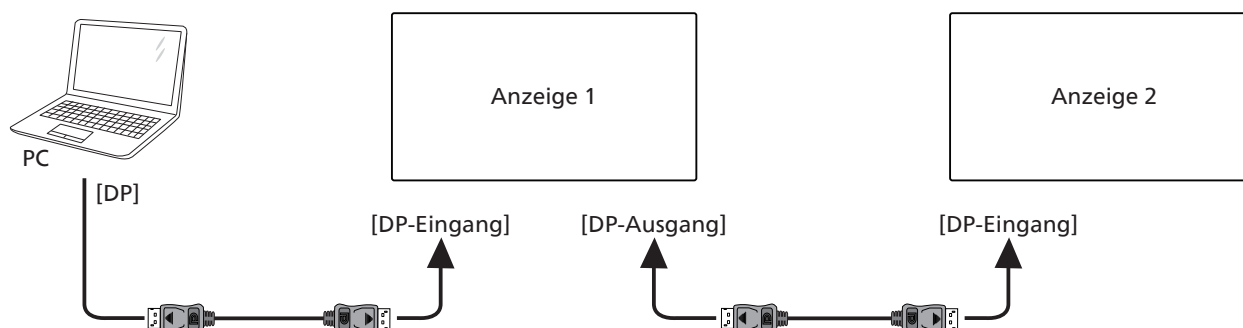 Anzeige 1
Anzeige 2
PC
[DP]
[DP-Eingang]
[DP-Ausgang]
[DP-Eingang]